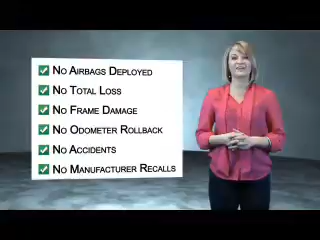 No Airbags Deployed
No Total Loss
No Frame Damage
No Odometer Rollback
No Accidents
No Manufacturer Recalls